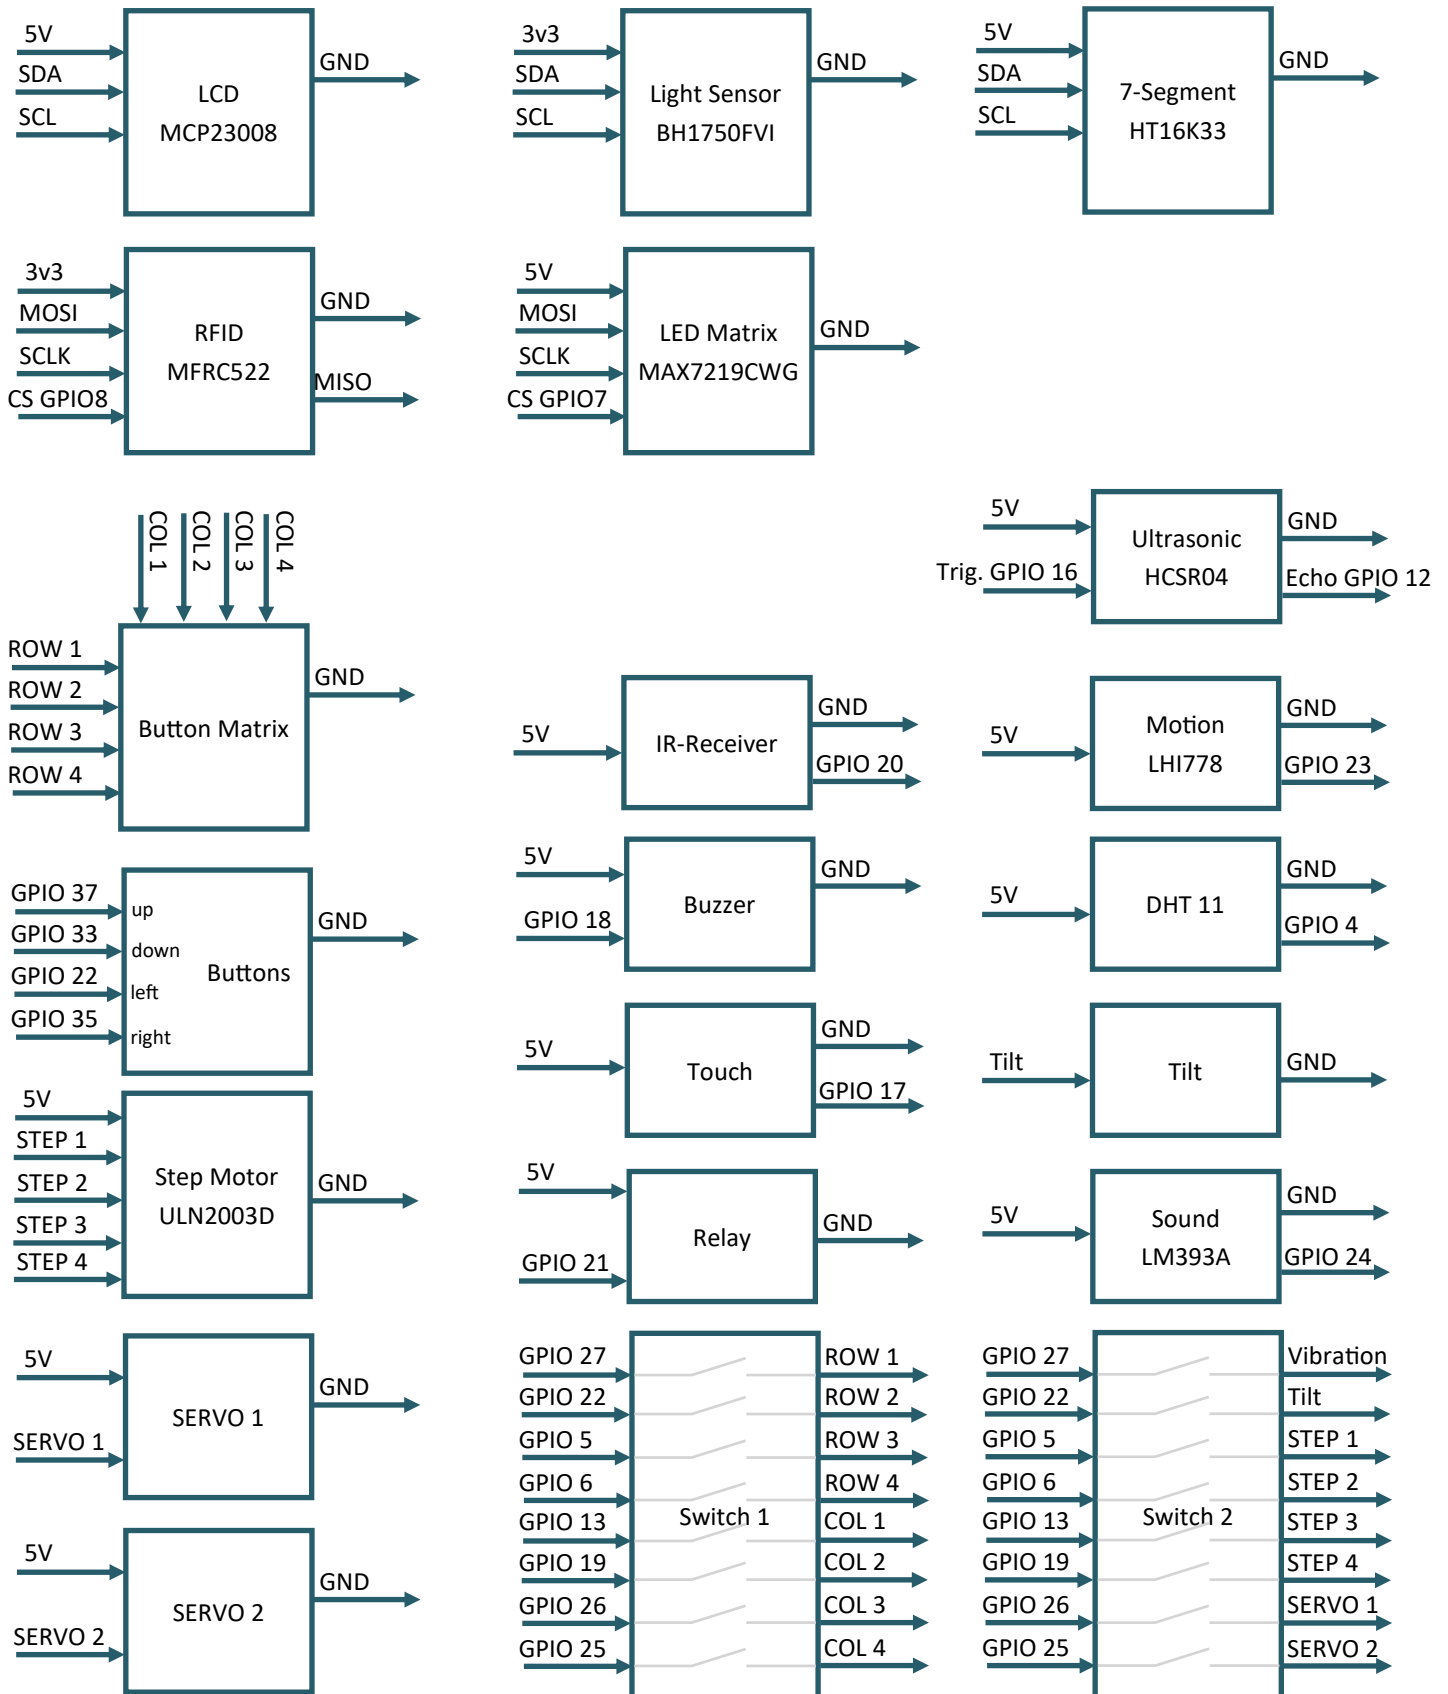 5V
SDA
SCL
LCD
MCP23008
GND
3v3
SDA
SCL
Light Sensor
BH1750FVI
GND
5V
SDA
SCL
7-Segment
HT16K33
GND
3v3
MOSI
SCLK
CS GPIO8
RFID
MFRC522
GND
MISO
5V
MOSI
SCLK
CS GPIO7
LED Matrix
MAX7219CWG
GND
COL 1
COL 2
COL 3
COL 4
ROW 1
ROW 2
ROW 3
ROW 4
Button Matrix
GND
5V
Trig. GPIO 16
Ultrasonic
HCSR04
GND
Echo GPIO 12
5V
IR-Receiver
GND
GPIO 20
5V
Motion
LHI778
GND
GPIO 23
GPIO 37
GPIO 33
GPIO 22
GPIO 35
up
down
left
right
Buttons
GND
5V
GPIO 18
Buzzer
GND
5V
DHT 11
GND
GPIO 4
5V
Touch
GND
GPIO 17
Tilt
Tilt
GND
5V
STEP 1
STEP 2
STEP 3
STEP 4
Step Motor
ULN2003D
GND
5V
GPIO 21
Relay
GND
5V
Sound
LM393A
GND
GPIO 24
5V
SERVO 1
SERVO 1
GND
5V
SERVO 2
SERVO 2
GND
GPIO 27
GPIO 22
GPIO 5
GPIO 6
GPIO 13
GPIO 19
GPIO 26
GPIO 25
Switch 1
ROW 1
ROW 2
ROW 3
ROW 4
COL 1
COL 2
COL 3
COL 4
GPIO 27
GPIO 22
GPIO 5
GPIO 6
GPIO 13
GPIO 19
GPIO 26
GPIO 25
Switch 2
Vibration
Tilt
STEP 1
STEP 2
STEP 3
STEP 4
SERVO 1
SERVO 2